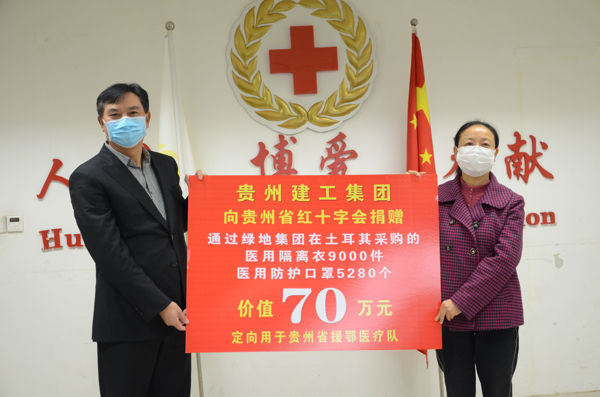 人 博 爱 献
Hu
on
贵州建工集团
向贵州省红十字会捐赠
通过绿地集团在土耳其采购的
医用隔离衣9000件
医用防护口罩5280个
价值70万元
定向用于贵州省援鄂医疗队